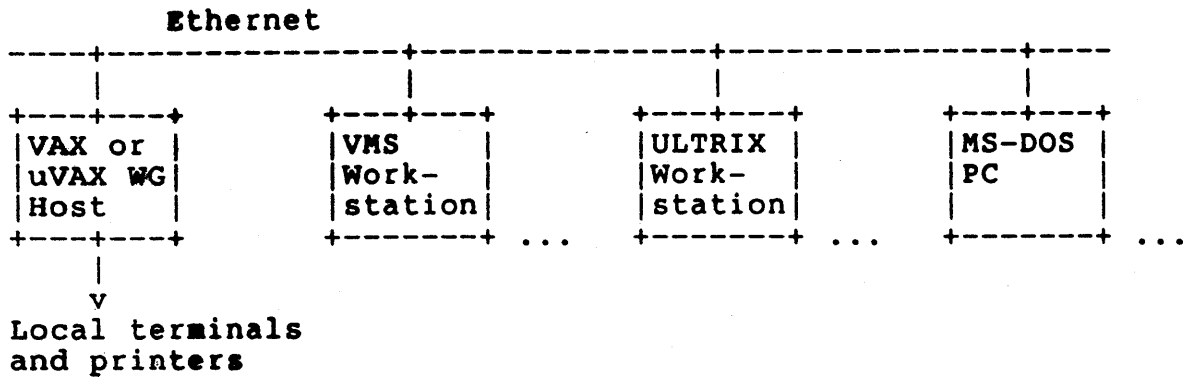 Ethernet
VAX or VMS ULTRIX MS-DOS
uVAX WG Work- Work- PC
Host station station
... ... ...
v
Local terminals
and printers